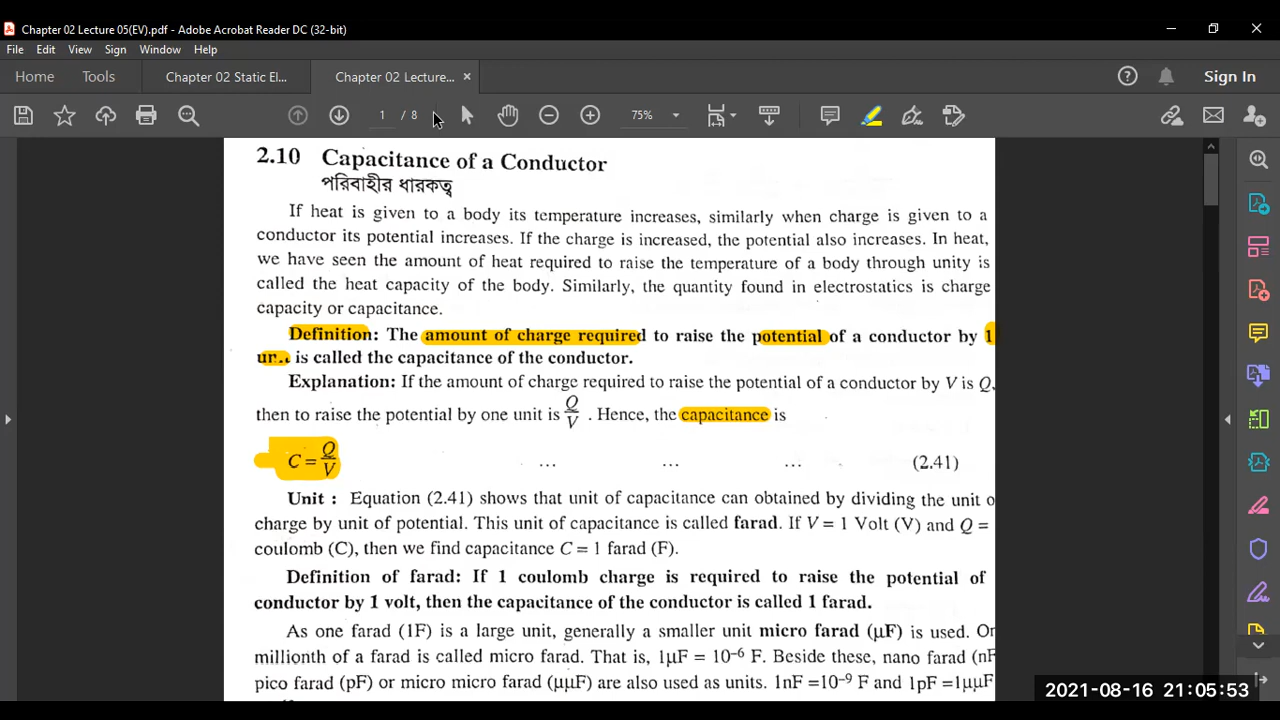 Chapter 02 Lecture 05(EV).pdf - Adobe Acrobat Reader DC (32-bit)
File Edit View Sign Window Help
Home Tools Chapter 02 Static El... Chapter 02 Lecture... × Sign In
1 / 8 75%
2.10 Capacitance of a Conductor
পরিবাহীর ধারকত্ব
If heat is given to a body its temperature increases, similarly when charge is given to a
conductor its potential increases. If the charge is increased, the potential also increases. In heat,
we have seen the amount of heat required to raise the temperature of a body through unity is
called the heat capacity of the body. Similarly, the quantity found in electrostatics is charge
capacity or capacitance.
Definition: The amount of charge required to raise the potential of a conductor by 1
is called the capacitance of the conductor.
Explanation: If the amount of charge required to raise the potential of a conductor by V is Q,
then to raise the potential by one unit is Q/V . Hence, the capacitance is
C = Q/V ... ... ... (2.41)
Unit : Equation (2.41) shows that unit of capacitance can obtained by dividing the unit o
charge by unit of potential. This unit of capacitance is called farad. If V = 1 Volt (V) and Q =
coulomb (C), then we find capacitance C = 1 farad (F).
Definition of farad: If 1 coulomb charge is required to raise the potential of
conductor by 1 volt, then the capacitance of the conductor is called 1 farad.
As one farad (1F) is a large unit, generally a smaller unit micro farad (μF) is used. On
millionth of a farad is called micro farad. That is, 1μF = 10⁻⁶ F. Beside these, nano farad (nF
pico farad (pF) or micro micro farad (μμF) are also used as units. 1nF =10⁻⁹ F and 1pF =1μμF
2021-08-16 21:05:53